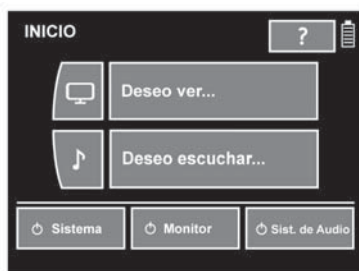 INICIO
?
Deseo ver...
Deseo escuchar...
Sistema
Monitor
Sist. de Audio